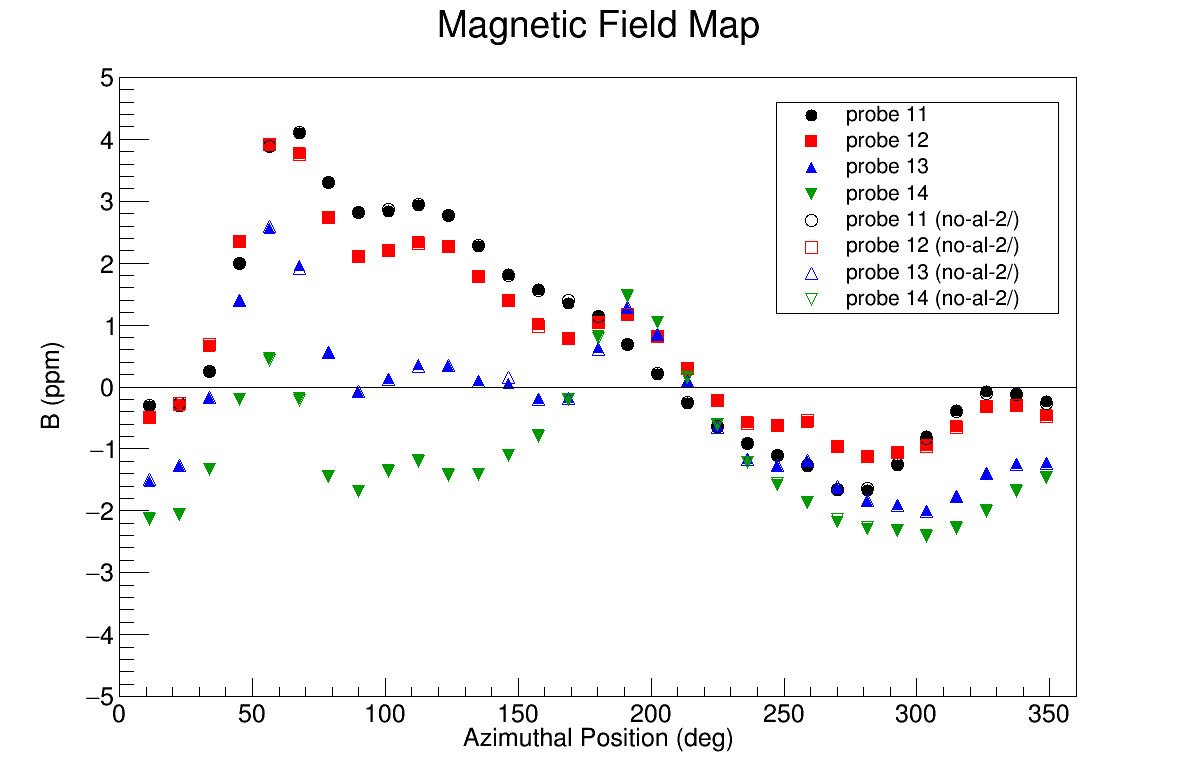 Magnetic Field Map
5
4
3
2
1
0
−1
−2
−3
−4
−5
B (ppm)
probe 11
probe 12
probe 13
probe 14
probe 11 (no-al-2/)
probe 12 (no-al-2/)
probe 13 (no-al-2/)
probe 14 (no-al-2/)
0 50 100 150 200 250 300 350
Azimuthal Position (deg)